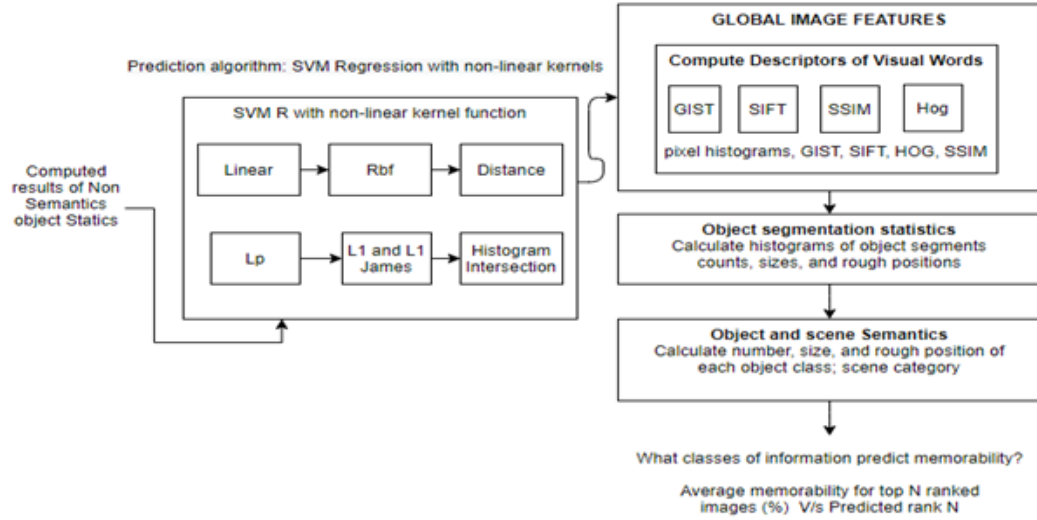 Prediction algorithm: SVM Regression with non-linear kernels
Computed
results of Non
Semantics
object Statics
SVM R with non-linear kernel function
Linear
Rbf
Distance
Lp
L1 and L1
James
Histogram
Intersection
GLOBAL IMAGE FEATURES
Compute Descriptors of Visual Words
GIST
SIFT
SSIM
Hog
pixel histograms, GIST, SIFT, HOG, SSIM
Object segmentation statistics
Calculate histograms of object segments
counts, sizes, and rough positions
Object and scene Semantics
Calculate number, size, and rough position of
each object class; scene category
What classes of information predict memorability?
Average memorability for top N ranked
images (%) V/s Predicted rank N